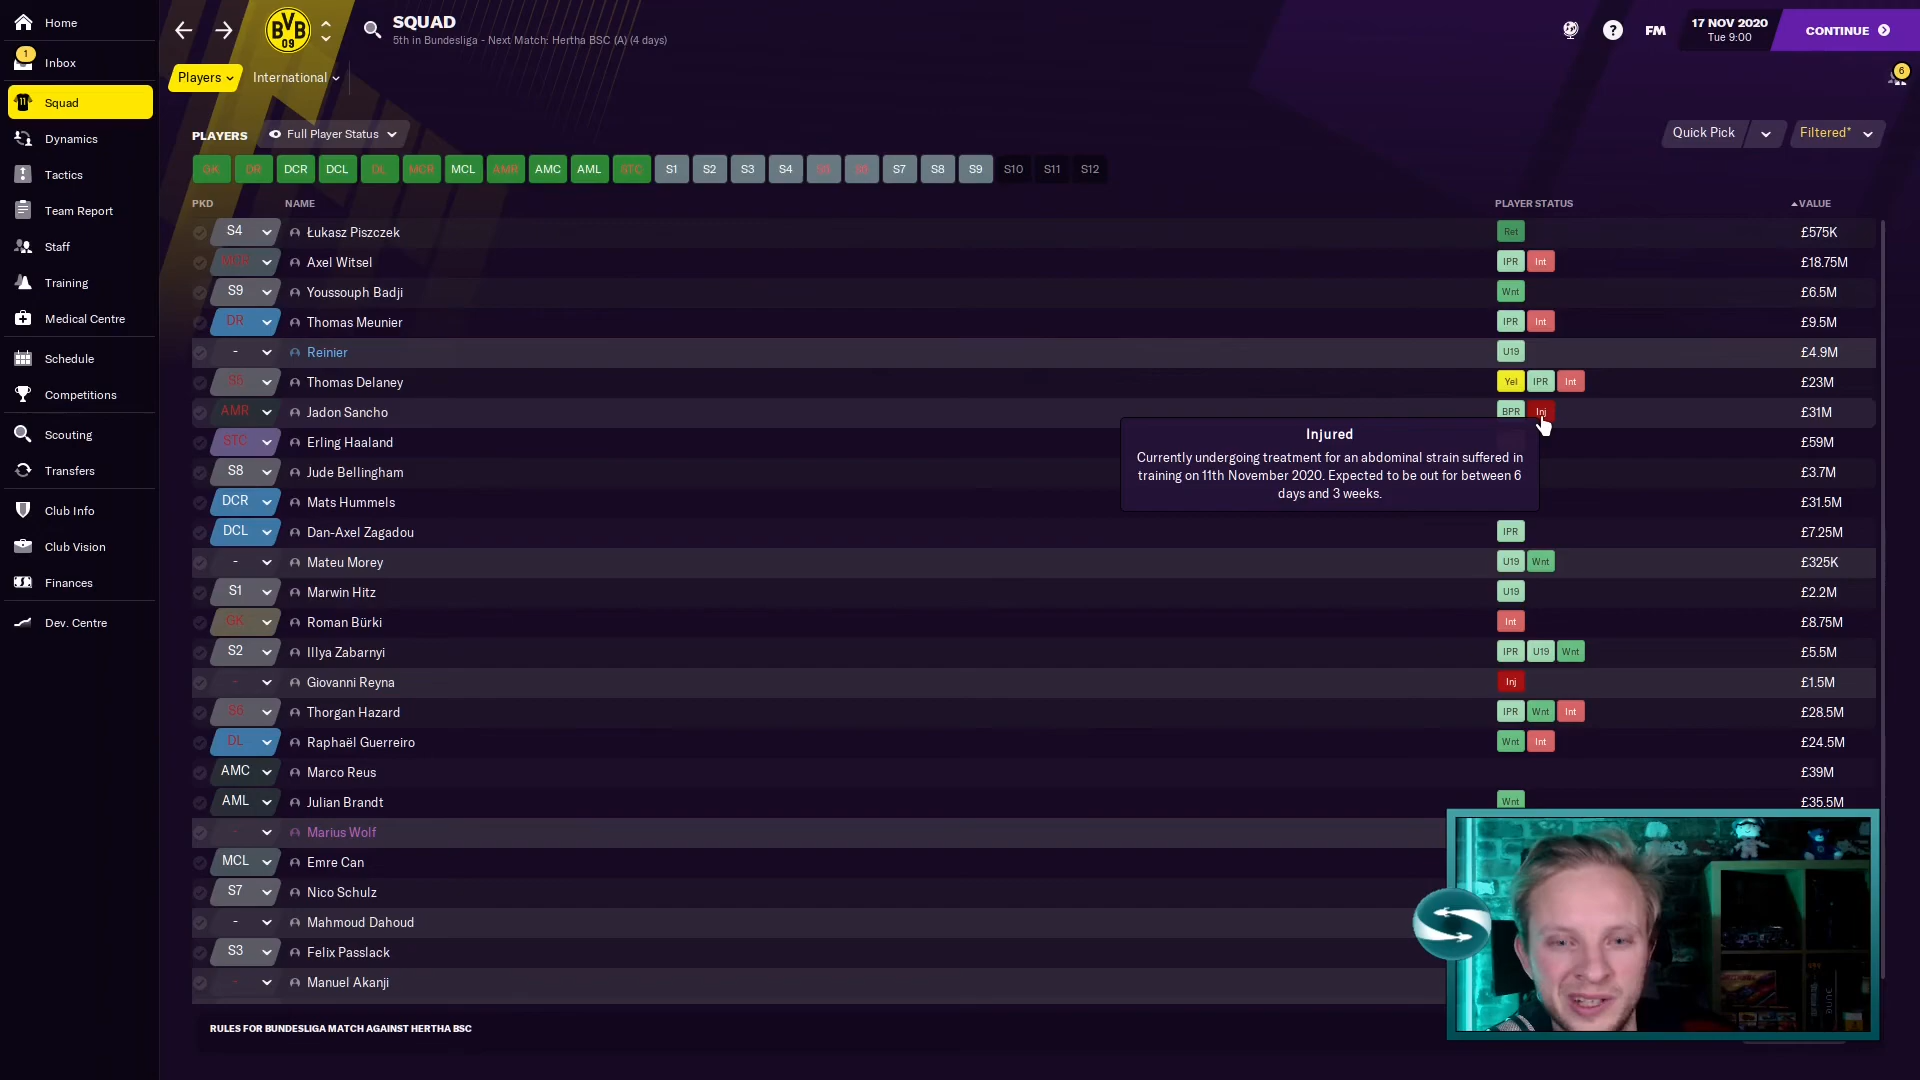 Home
BVB
09
SQUAD
5th in Bundesliga - Next Match: Hertha BSC (A) (4 days)
FM
17 NOV 2020
Tue 9:00
CONTINUE
1
Inbox
Players
International
6
11
Squad
Dynamics
Tactics
Team Report
Staff
Training
Medical Centre
Schedule
Competitions
Scouting
Transfers
Club Info
Club Vision
Finances
Dev. Centre
PLAYERS
Full Player Status
Quick Pick
Filtered*
GK DR DCR DCL DL MCR MCL AMR AMC AML STC S1 S2 S3 S4 S5 S6 S7 S8 S9 S10 S11 S12
PKD NAME PLAYER STATUS VALUE
S4 Łukasz Piszczek Ret £575K
MCR Axel Witsel IPR Int £18.75M
S9 Youssouph Badji Wnt £6.5M
DR Thomas Meunier IPR Int £9.5M
- Reinier U19 £4.9M
S5 Thomas Delaney Yel IPR Int £23M
AMR Jadon Sancho BPR Inj £31M
STC Erling Haaland £59M
S8 Jude Bellingham £3.7M
DCR Mats Hummels £31.5M
Injured
Currently undergoing treatment for an abdominal strain suffered in
training on 11th November 2020. Expected to be out for between 6
days and 3 weeks.
DCL Dan-Axel Zagadou IPR £7.25M
- Mateu Morey U19 Wnt £325K
S1 Marwin Hitz U19 £2.2M
GK Roman Bürki Int £8.75M
S2 Illya Zabarnyi IPR U19 Wnt £5.5M
- Giovanni Reyna Inj £1.5M
S6 Thorgan Hazard IPR Wnt Int £28.5M
DL Raphaël Guerreiro Wnt Int £24.5M
AMC Marco Reus £39M
AML Julian Brandt Wnt £35.5M
- Marius Wolf
MCL Emre Can
S7 Nico Schulz
- Mahmoud Dahoud
S3 Felix Passlack
- Manuel Akanji
RULES FOR BUNDESLIGA MATCH AGAINST HERTHA BSC